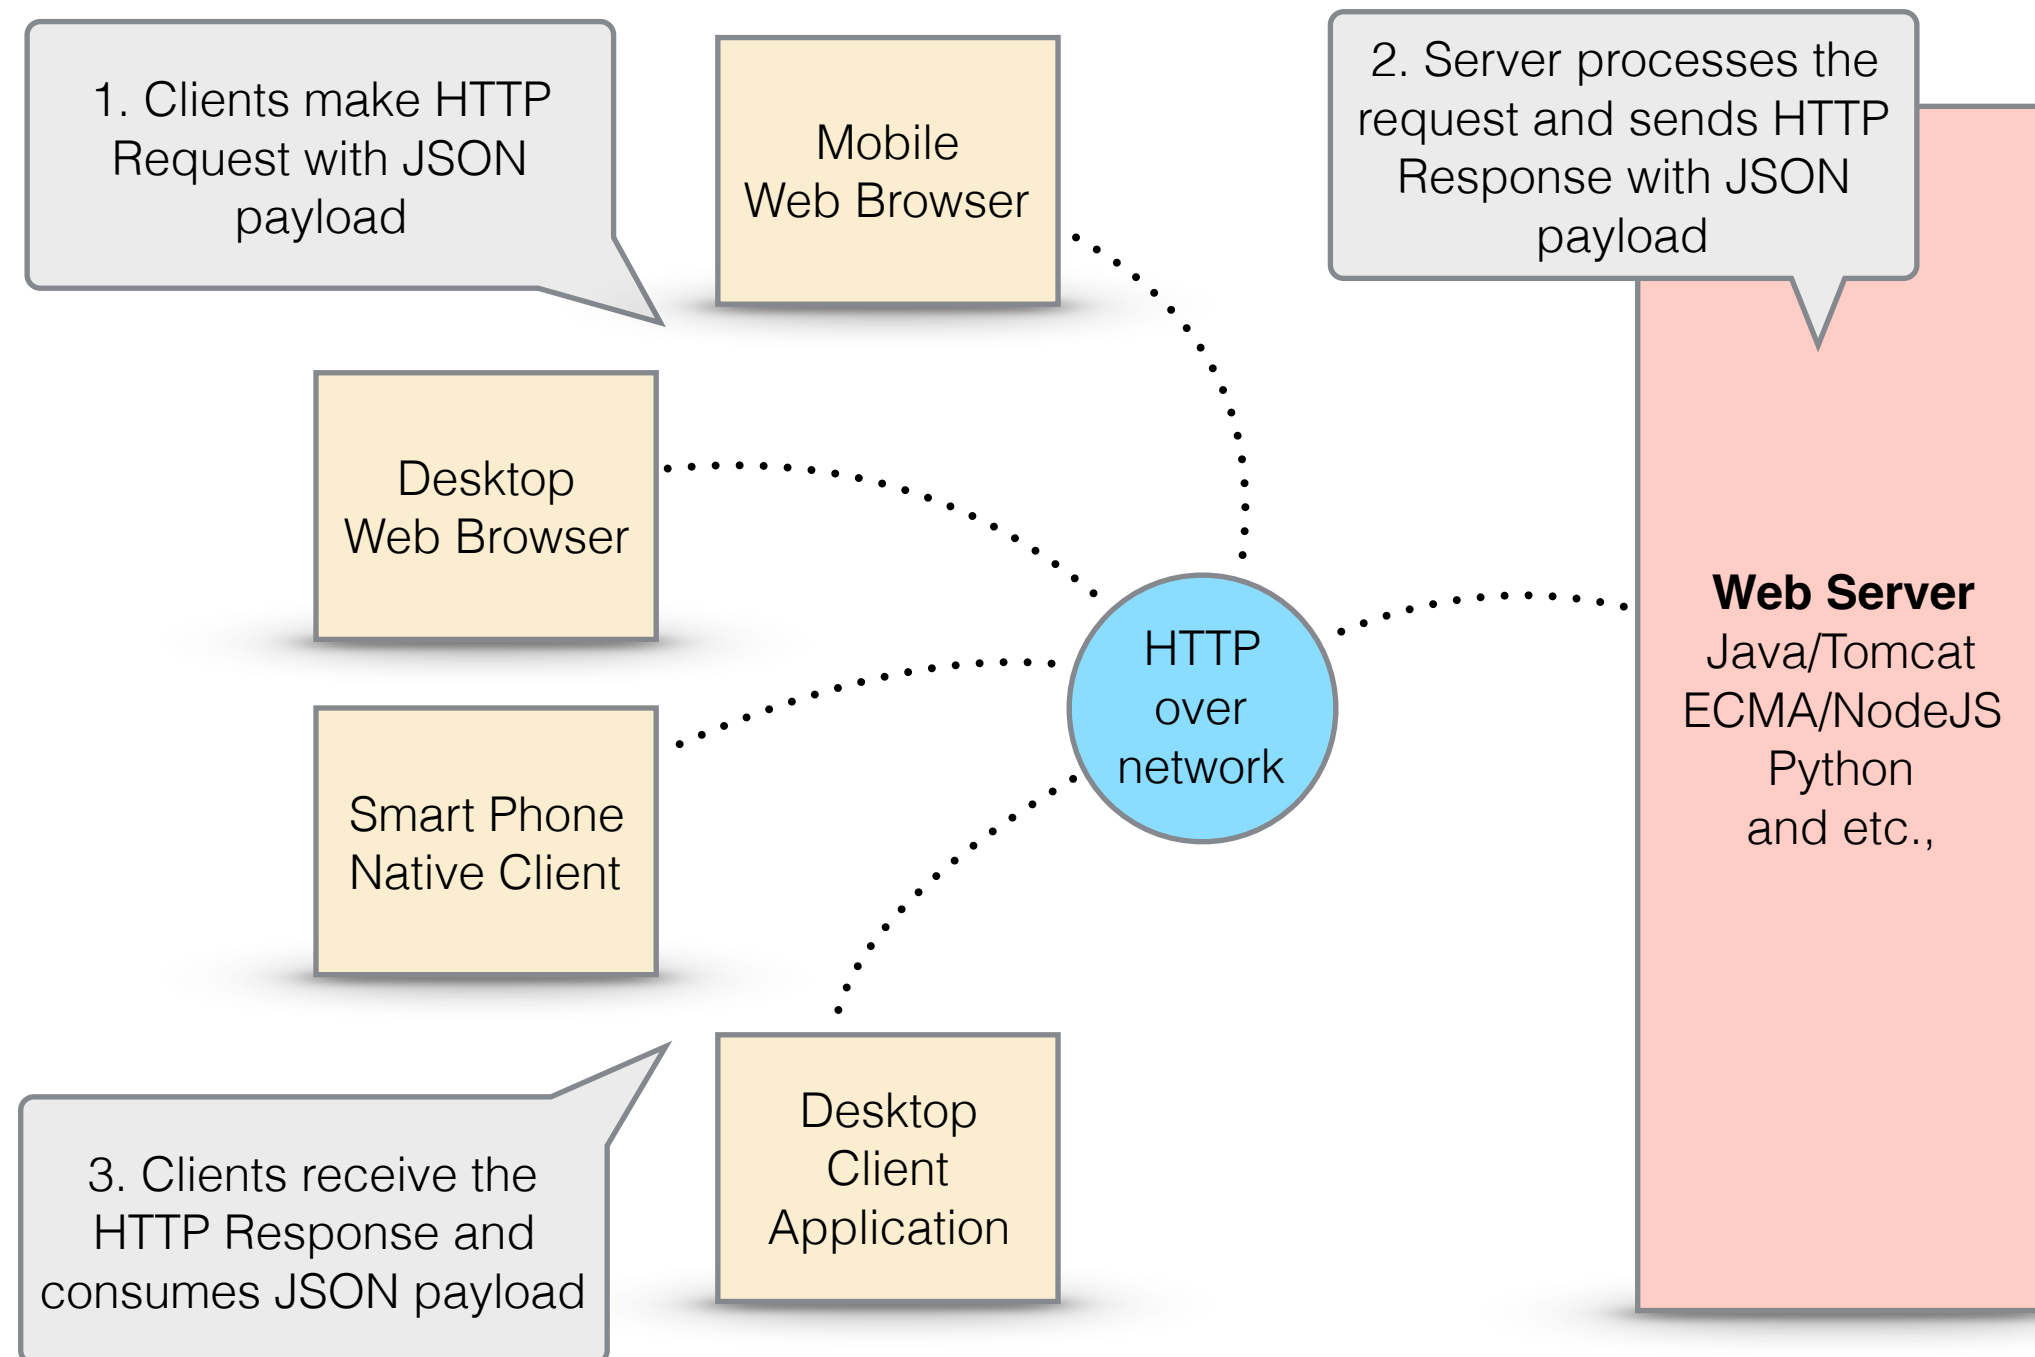 1. Clients make HTTP
Request with JSON
payload
Mobile
Web Browser
2. Server processes the
request and sends HTTP
Response with JSON
payload
Desktop
Web Browser
HTTP
over
network
Web Server
Java/Tomcat
ECMA/NodeJS
Python
and etc.,
Smart Phone
Native Client
Desktop
Client
Application
3. Clients receive the
HTTP Response and
consumes JSON payload